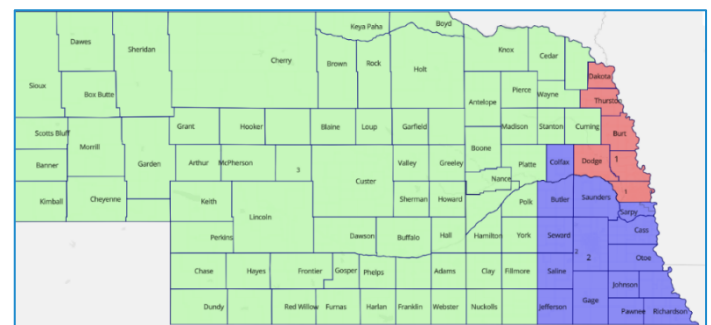 Keya Paha Boyd
Dawes Sheridan Cherry Knox Cedar
Brown Rock Holt Dakota
Sioux Box Butte Pierce Wayne Thurston
Antelope
Scotts Bluff Grant Hooker Blaine Loup Garfield Madison Stanton Cuming Burt
Morrill Boone
Banner Garden Arthur McPherson 3 Valley Greeley Platte Colfax Dodge 1
Custer Nance
Kimball Cheyenne Keith Sherman Howard Polk Butler Saunders 1
Lincoln Sarpy
Perkins Dawson Buffalo Hall Hamilton York Seward Cass
2 2 Otoe
Chase Hayes Frontier Gosper Phelps Adams Clay Fillmore Saline
Johnson
Dundy Red Willow Furnas Harlan Franklin Webster Nuckolls Jefferson Gage Pawnee Richardson